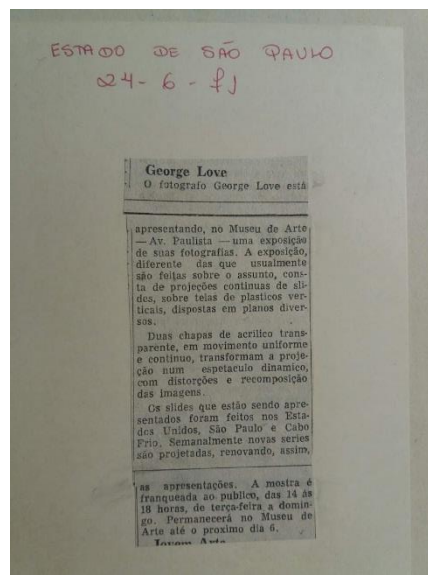 ESTADO DE SÃO PAULO
24-6-71
George Love
O fotografo George Love está
apresentando, no Museu de Arte
— Av. Paulista — uma exposição
de suas fotografias. A exposição,
diferente das que usualmente
são feitas sobre o assunto, cons-
ta de projeções continuas de sli-
des, sobre telas de plasticos ver-
ticais, dispostas em planos diver-
sos.
Duas chapas de acrilico trans-
parente, em movimento uniforme
e continuo, transformam a proje-
ção num espetaculo dinamico,
com distorções e recomposição
das imagens.
Os slides que estão sendo apre-
sentados foram feitos nos Esta-
dos Unidos, São Paulo e Cabo
Frio. Semanalmente novas series
são projetadas, renovando, assim,
as apresentações. A mostra é
franqueada ao publico, das 14 ás
18 horas, de terça-feira a domin-
go. Permanecerá no Museu de
Arte até o proximo dia 6.